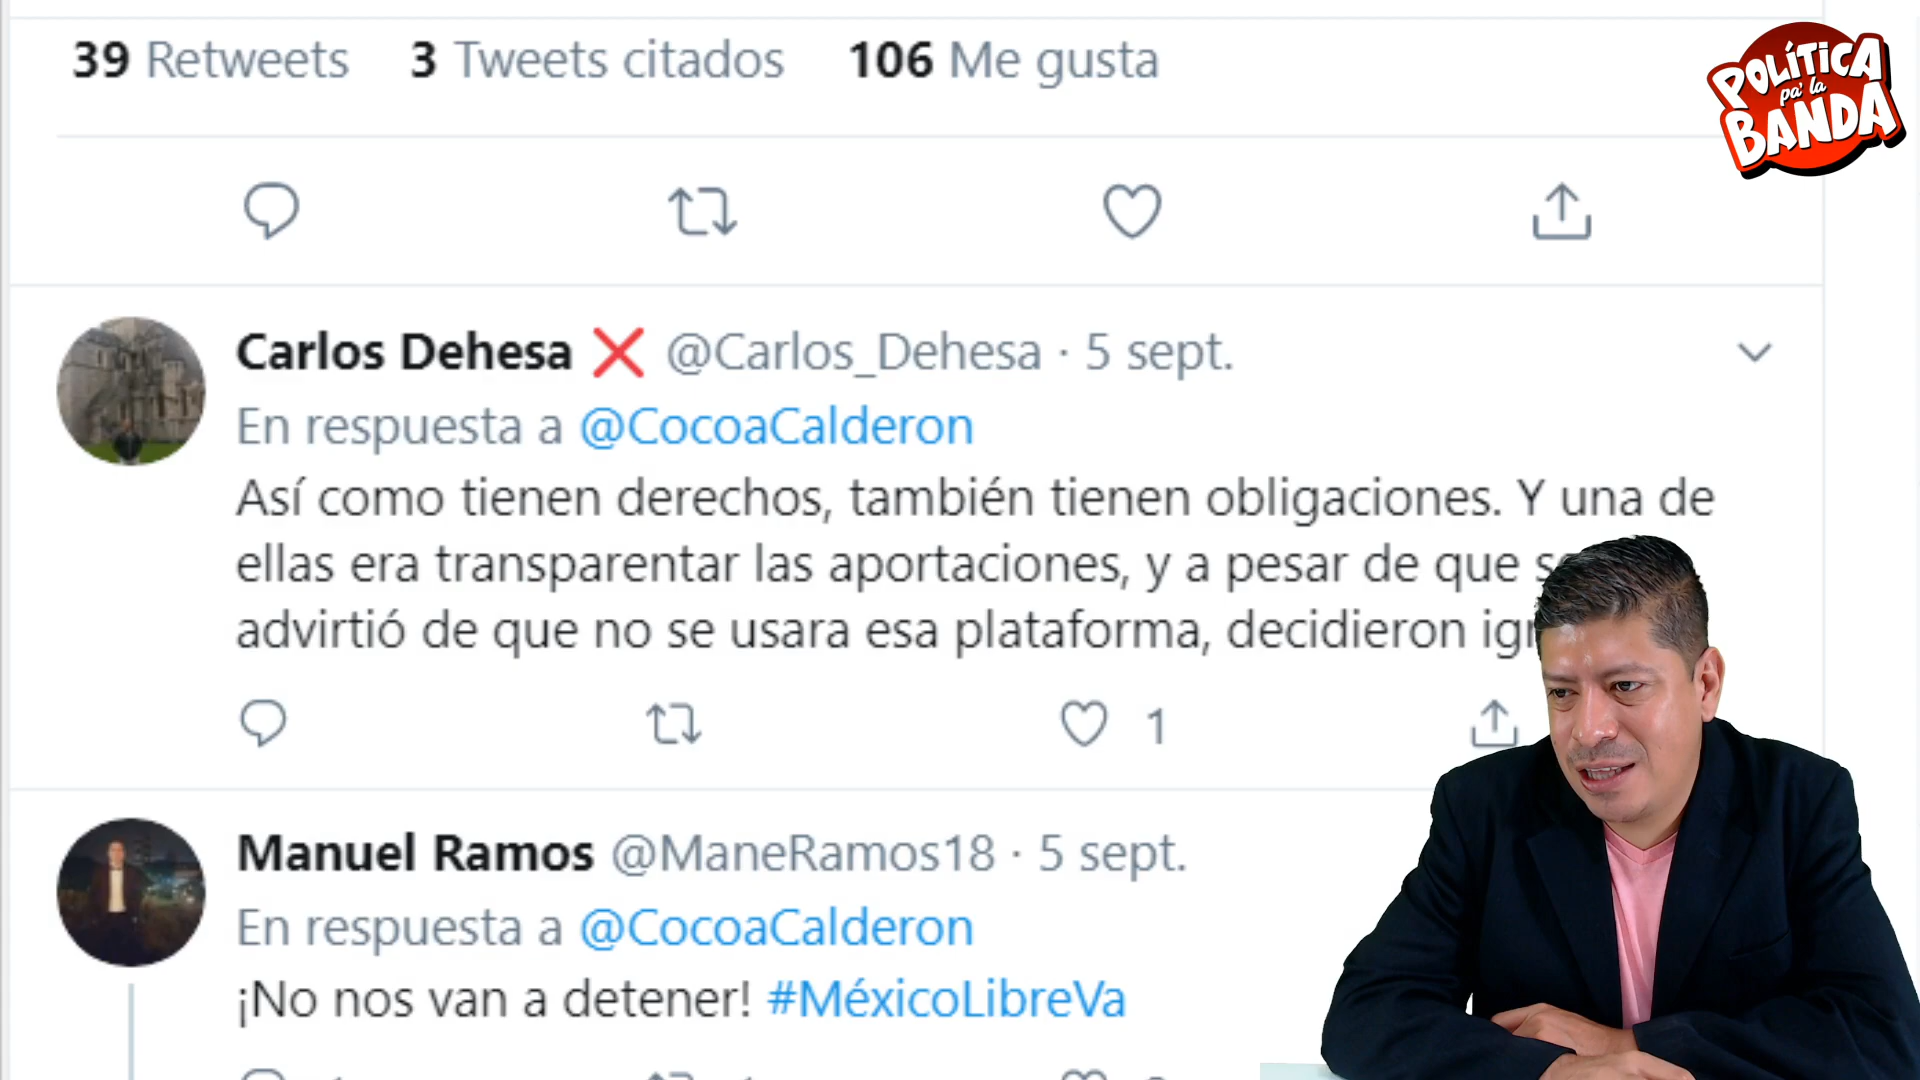 39 Retweets 3 Tweets citados 106 Me gusta
POLÍTICA
pa' la
BANDA
Carlos Dehesa ❌ @Carlos_Dehesa · 5 sept.
En respuesta a @CocoaCalderon
Así como tienen derechos, también tienen obligaciones. Y una de
ellas era transparentar las aportaciones, y a pesar de que
advirtió de que no se usara esa plataforma, decidieron
1
Manuel Ramos @ManeRamos18 · 5 sept.
En respuesta a @CocoaCalderon
¡No nos van a detener! #MéxicoLibreVa